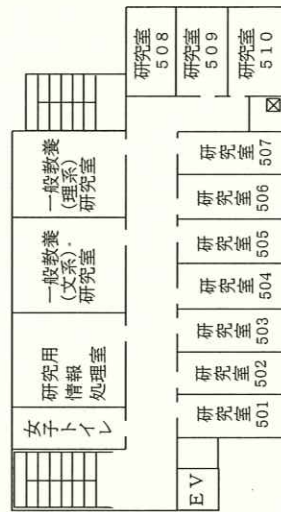 研究室
508
研究室
509
研究室
510
一般教養
(理系)
研究室
一般教養
(文系)・
研究室
研究用
情報
処理室
女子トイレ
研究室
507
研究室
506
研究室
505
研究室
504
研究室
503
研究室
502
研究室
501
EV